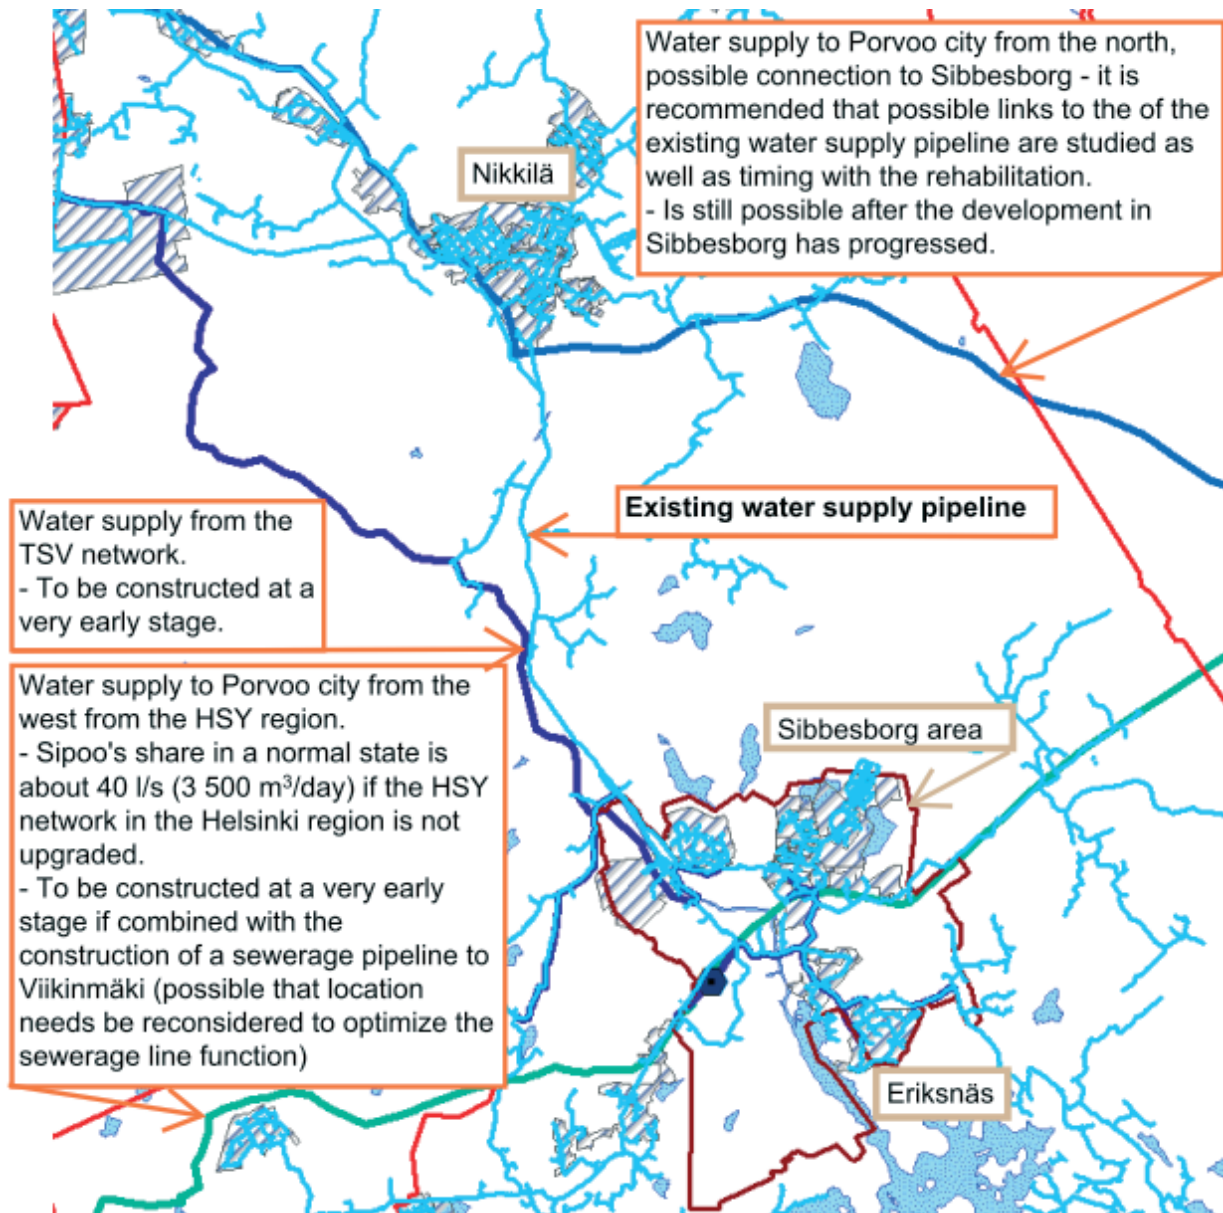 Water supply to Porvoo city from the north,
possible connection to Sibbesborg - it is
recommended that possible links to the of the
existing water supply pipeline are studied as
well as timing with the rehabilitation.
- Is still possible after the development in
Sibbesborg has progressed.
Nikkilä
Existing water supply pipeline
Water supply from the
TSV network.
- To be constructed at a
very early stage.
Water supply to Porvoo city from the
west from the HSY region.
- Sipoo's share in a normal state is
about 40 l/s (3 500 m³/day) if the HSY
network in the Helsinki region is not
upgraded.
- To be constructed at a very early
stage if combined with the
construction of a sewerage pipeline to
Viikinmäki (possible that location
needs be reconsidered to optimize the
sewerage line function)
Sibbesborg area
Eriksnäs